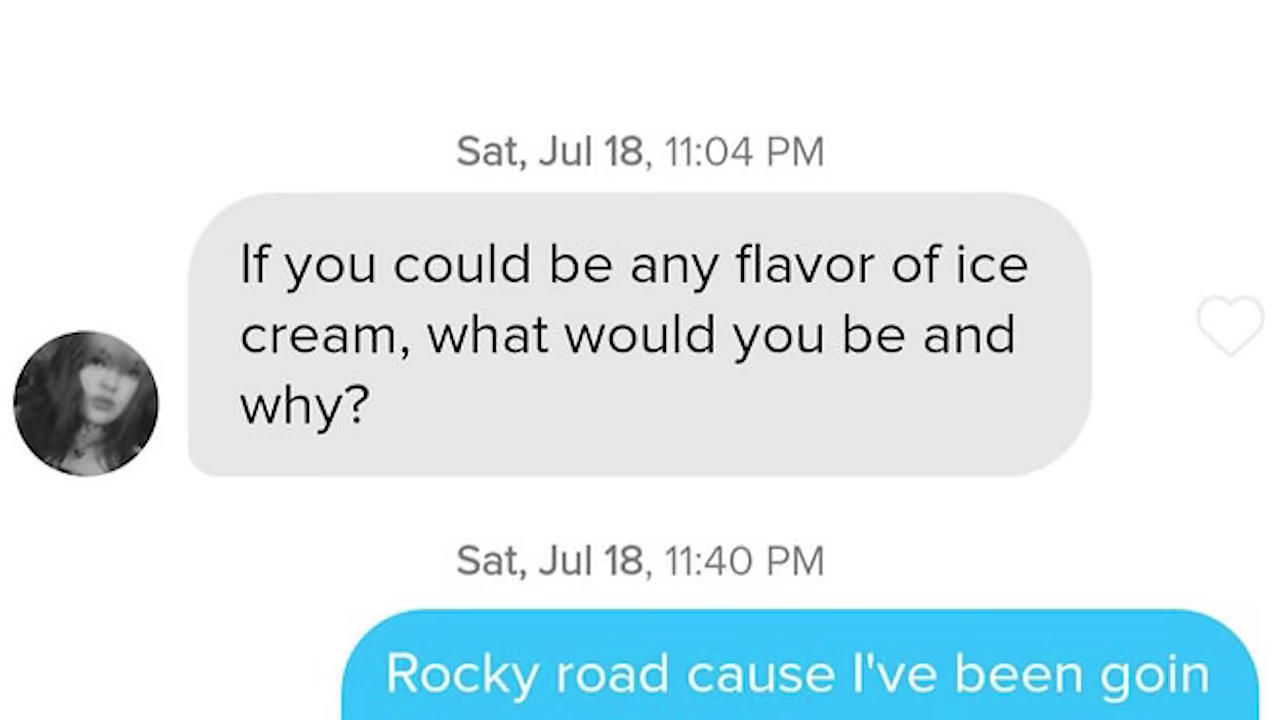 Sat, Jul 18, 11:04 PM
If you could be any flavor of ice
cream, what would you be and
why?
Sat, Jul 18, 11:40 PM
Rocky road cause I've been goin